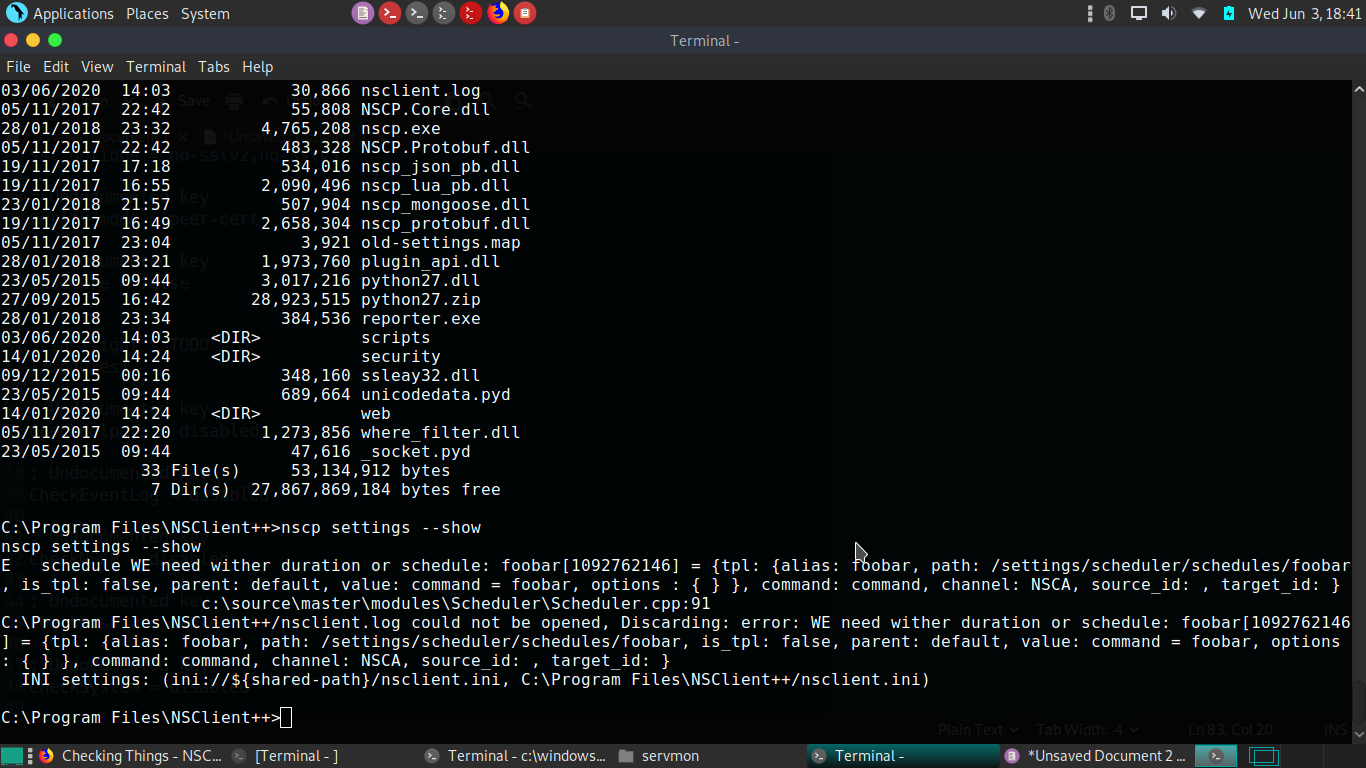 Applications Places System
Wed Jun 3, 18:41
Terminal -
File Edit View Terminal Tabs Help
03/06/2020  14:03            30,866 nsclient.log
05/11/2017  22:42            55,808 NSCP.Core.dll
28/01/2018  23:32         4,765,208 nscp.exe
05/11/2017  22:42           483,328 NSCP.Protobuf.dll
19/11/2017  17:18           534,016 nscp_json_pb.dll
19/11/2017  16:55         2,090,496 nscp_lua_pb.dll
23/01/2018  21:57           507,904 nscp_mongoose.dll
19/11/2017  16:49         2,658,304 nscp_protobuf.dll
05/11/2017  23:04             3,921 old-settings.map
28/01/2018  23:21         1,973,760 plugin_api.dll
23/05/2015  09:44         3,017,216 python27.dll
27/09/2015  16:42        28,923,515 python27.zip
28/01/2018  23:34           384,536 reporter.exe
03/06/2020  14:03    <DIR>          scripts
14/01/2020  14:24    <DIR>          security
09/12/2015  00:16           348,160 ssleay32.dll
23/05/2015  09:44           689,664 unicodedata.pyd
14/01/2020  14:24    <DIR>          web
05/11/2017  22:20         1,273,856 where_filter.dll
23/05/2015  09:44            47,616 _socket.pyd
33 File(s)     53,134,912 bytes
7 Dir(s)  27,867,869,184 bytes free
C:\Program Files\NSClient++>nscp settings --show
nscp settings --show
E   schedule WE need wither duration or schedule: foobar[1092762146] = {tpl: {alias: foobar, path: /settings/scheduler/schedules/foobar
, is_tpl: false, parent: default, value: command = foobar, options : { } }, command: command, channel: NSCA, source_id: , target_id: }
c:\source\master\modules\Scheduler\Scheduler.cpp:91
C:\Program Files\NSClient++/nsclient.log could not be opened, Discarding: error: WE need wither duration or schedule: foobar[1092762146
] = {tpl: {alias: foobar, path: /settings/scheduler/schedules/foobar, is_tpl: false, parent: default, value: command = foobar, options
: { } }, command: command, channel: NSCA, source_id: , target_id: }
INI settings: (ini://${shared-path}/nsclient.ini, C:\Program Files\NSClient++/nsclient.ini)
C:\Program Files\NSClient++>
Plain Text Tab Width: 4 Ln 83, Col 20 INS
Checking Things - NSC... [Terminal - ] Terminal - c:\windows... servmon Terminal - *Unsaved Document 2 ...